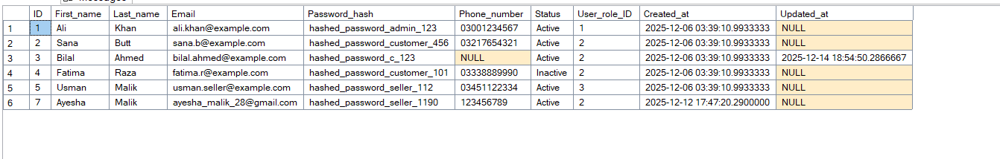 ID First_name Last_name Email Password_hash Phone_number Status User_role_ID Created_at Updated_at
1 1 Ali Khan ali.khan@example.com hashed_password_admin_123 03001234567 Active 1 2025-12-06 03:39:10.9933333 NULL
2 2 Sana Butt sana.b@example.com hashed_password_customer_456 03217654321 Active 2 2025-12-06 03:39:10.9933333 NULL
3 3 Bilal Ahmed bilal.ahmed@example.com hashed_password_c_123 NULL Active 2 2025-12-06 03:39:10.9933333 2025-12-14 18:54:50.2866667
4 4 Fatima Raza fatima.r@example.com hashed_password_customer_101 03338889990 Inactive 2 2025-12-06 03:39:10.9933333 NULL
5 5 Usman Malik usman.seller@example.com hashed_password_seller_112 03451122334 Active 3 2025-12-06 03:39:10.9933333 NULL
6 7 Ayesha Malik ayesha_malik_28@gmail.com hashed_password_seller_1190 123456789 Active 2 2025-12-12 17:47:20.2900000 NULL